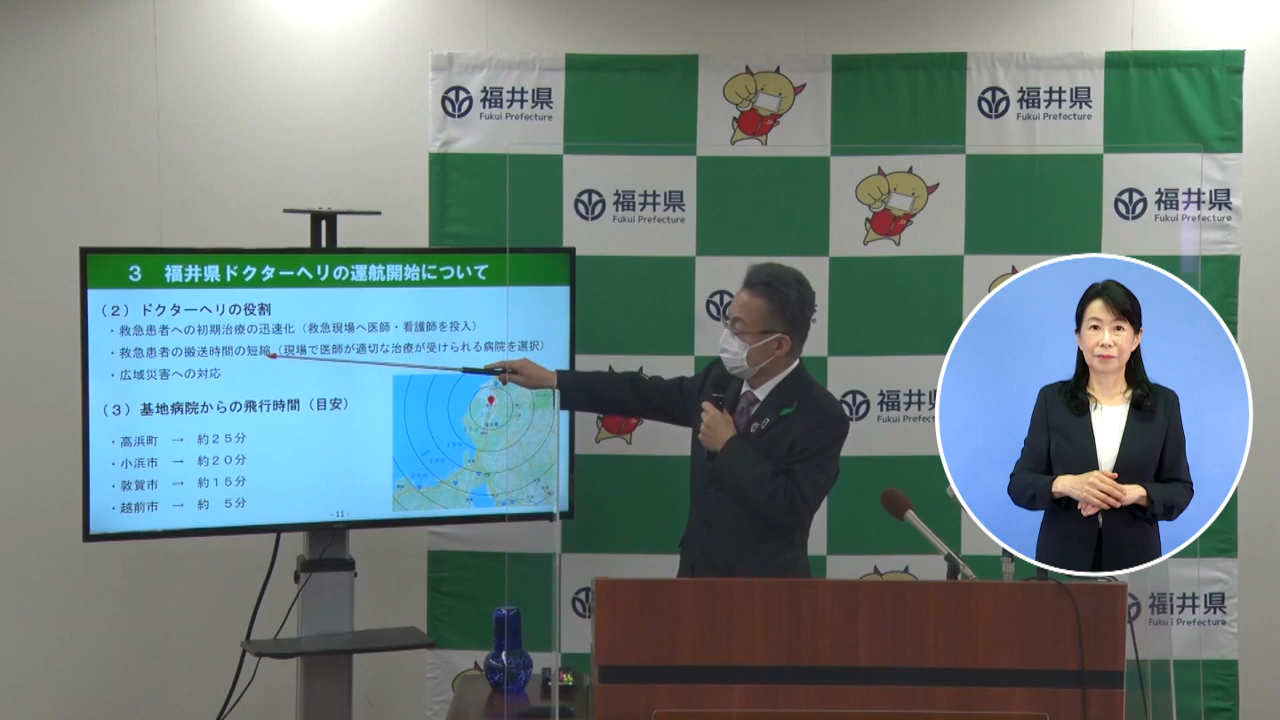 福井県
Fukui Prefecture
福井県
Fukui Prefecture
福井県
Fukui Prefecture
福井県
Fukui Prefecture
3 福井県ドクターヘリの運航開始について
（２）ドクターヘリの役割
・救急患者への初期治療の迅速化（救急現場へ医師・看護師を投入）
・救急患者の搬送時間の短縮（現場で医師が適切な治療が受けられる病院を選択）
・広域災害への対応
（３）基地病院からの飛行時間（目安）
・高浜町 → 約２５分
・小浜市 → 約２０分
・敦賀市 → 約１５分
・越前市 → 約 ５分
- 11 -
福井県
福井県
Fukui Prefecture